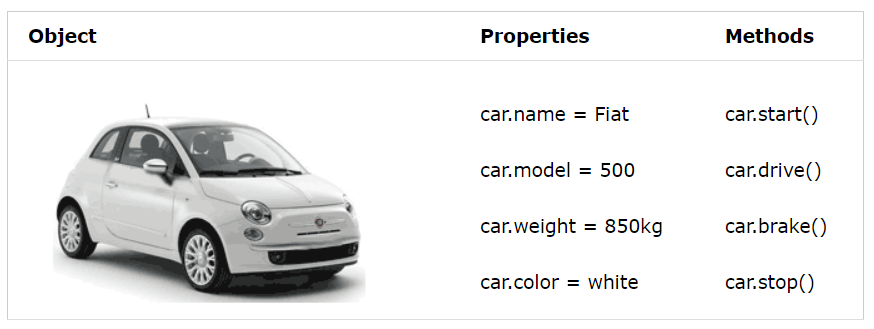 Object Properties Methods
car.name = Fiat car.start()
car.model = 500 car.drive()
car.weight = 850kg car.brake()
car.color = white car.stop()